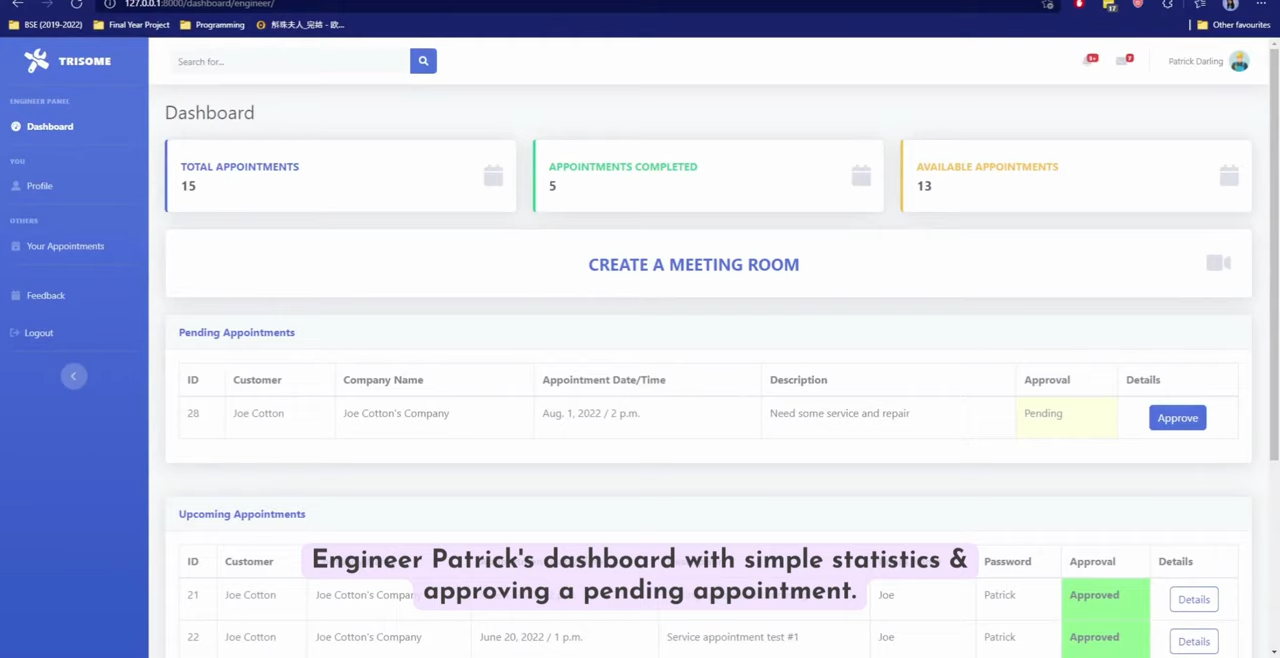 127.0.0.1:8000/dashboard/engineer/
BSE (2019-2022) Final Year Project Programming Other favourites
17
TRISOME
Search for...
Patrick Darling
ENGINEER PANEL
Dashboard
YOU
Profile
OTHERS
Your Appointments
Feedback
Logout
Dashboard
TOTAL APPOINTMENTS
15
APPOINTMENTS COMPLETED
5
AVAILABLE APPOINTMENTS
13
CREATE A MEETING ROOM
Pending Appointments
ID Customer Company Name Appointment Date/Time Description Approval Details
28 Joe Cotton Joe Cotton's Company Aug. 1, 2022 / 2 p.m. Need some service and repair Pending Approve
Upcoming Appointments
ID Customer Password Approval Details
21 Joe Cotton Joe Cotton's Joe Patrick Approved Details
22 Joe Cotton Joe Cotton's Company June 20, 2022 / 1 p.m. Service appointment test #1 Joe Patrick Approved Details
Engineer Patrick's dashboard with simple statistics &
approving a pending appointment.